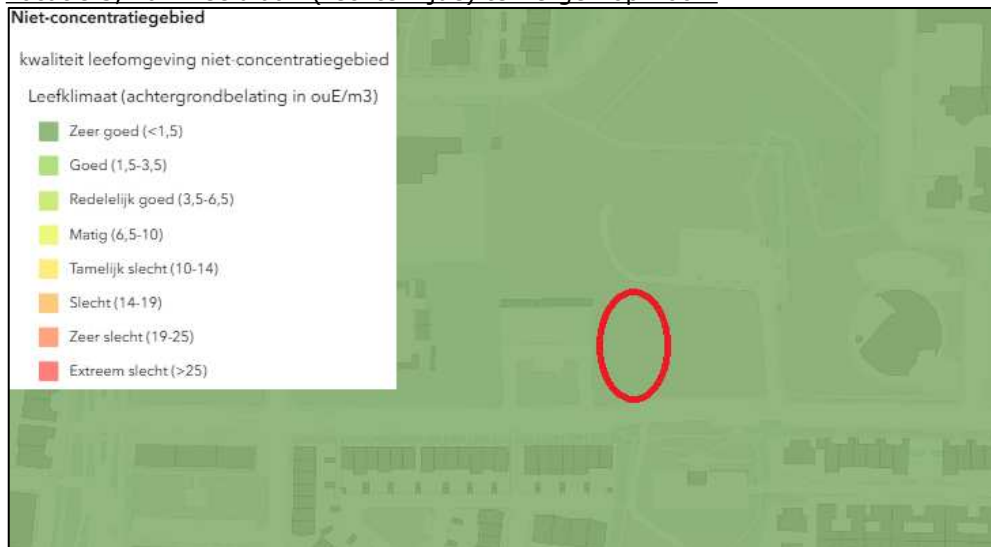 Niet-concentratiegebied
kwaliteit leefomgeving niet-concentratiegebied
Leefklimaat (achtergrondbelating in ouE/m3)
Zeer goed (<1,5)
Goed (1,5-3,5)
Redelelijk goed (3,5-6,5)
Matig (6,5-10)
Tamelijk slecht (10-14)
Slecht (14-19)
Zeer slecht (19-25)
Extreem slecht (>25)